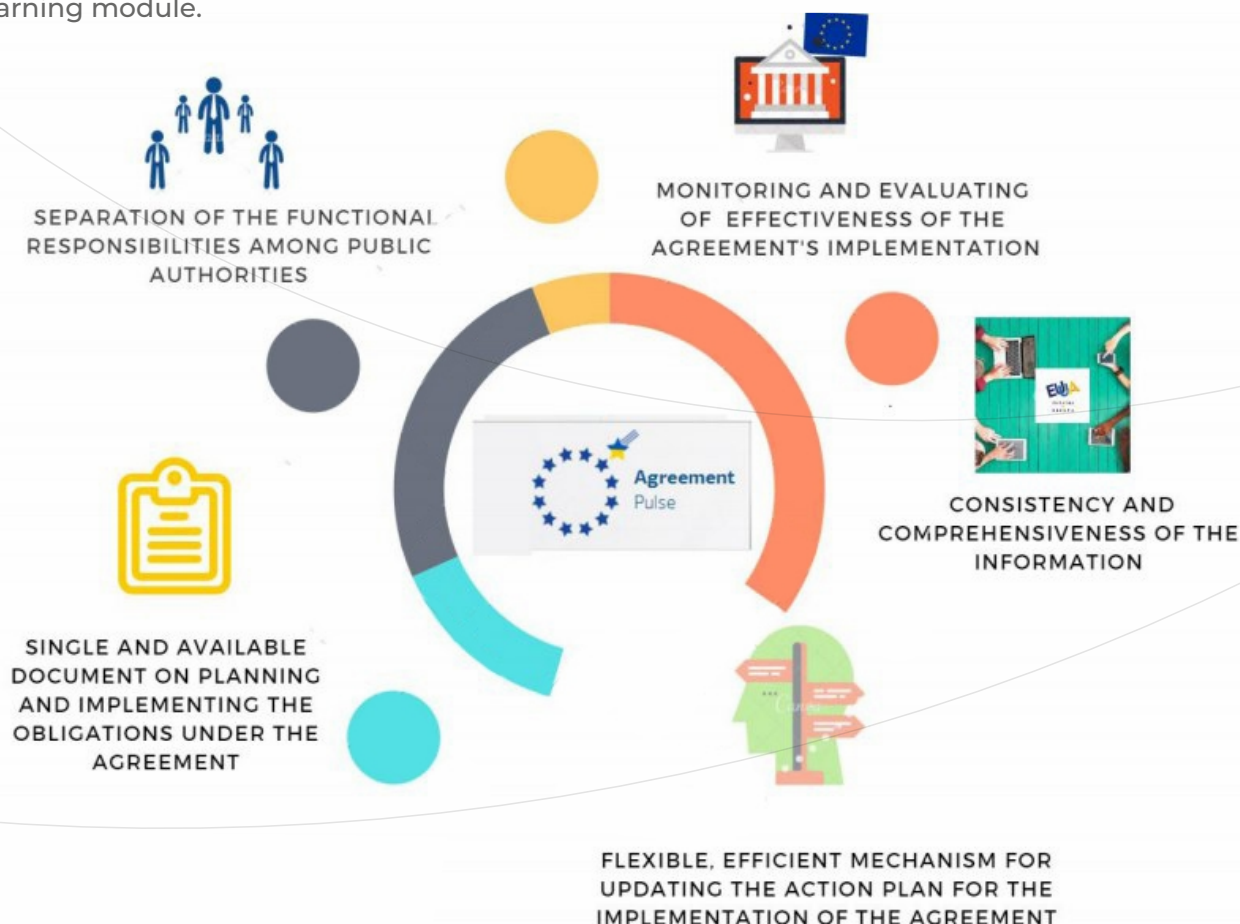 arning module.
SEPARATION OF THE FUNCTIONAL
RESPONSIBILITIES AMONG PUBLIC
AUTHORITIES
MONITORING AND EVALUATING
OF EFFECTIVENESS OF THE
AGREEMENT'S IMPLEMENTATION
Agreement
Pulse
CONSISTENCY AND
COMPREHENSIVENESS OF THE
INFORMATION
SINGLE AND AVAILABLE
DOCUMENT ON PLANNING
AND IMPLEMENTING THE
OBLIGATIONS UNDER THE
AGREEMENT
FLEXIBLE, EFFICIENT MECHANISM FOR
UPDATING THE ACTION PLAN FOR THE
IMPLEMENTATION OF THE AGREEMENT